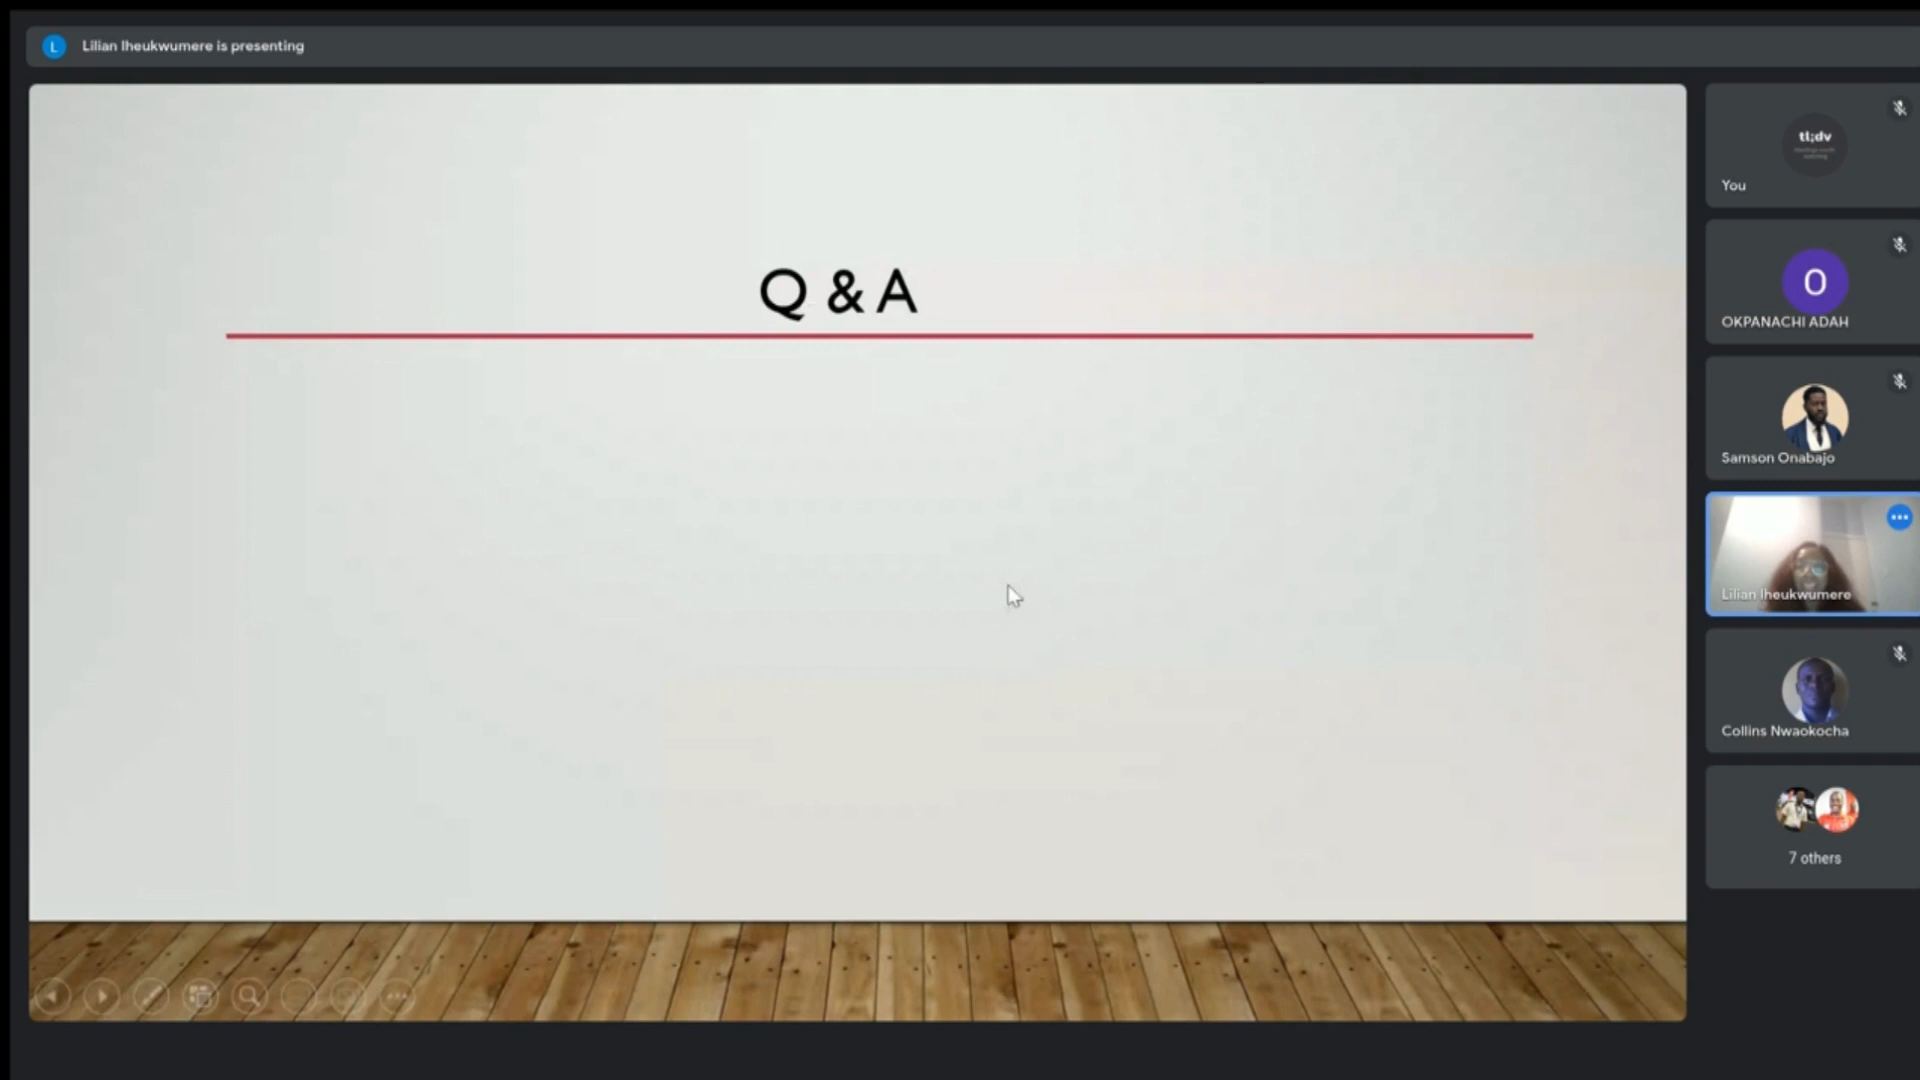 L Lilian Iheukwumere is presenting
Q & A
tl;dv
You
O
OKPANACHI ADAH
Samson Onabajo
Lilian Iheukwumere
Collins Nwaokocha
7 others